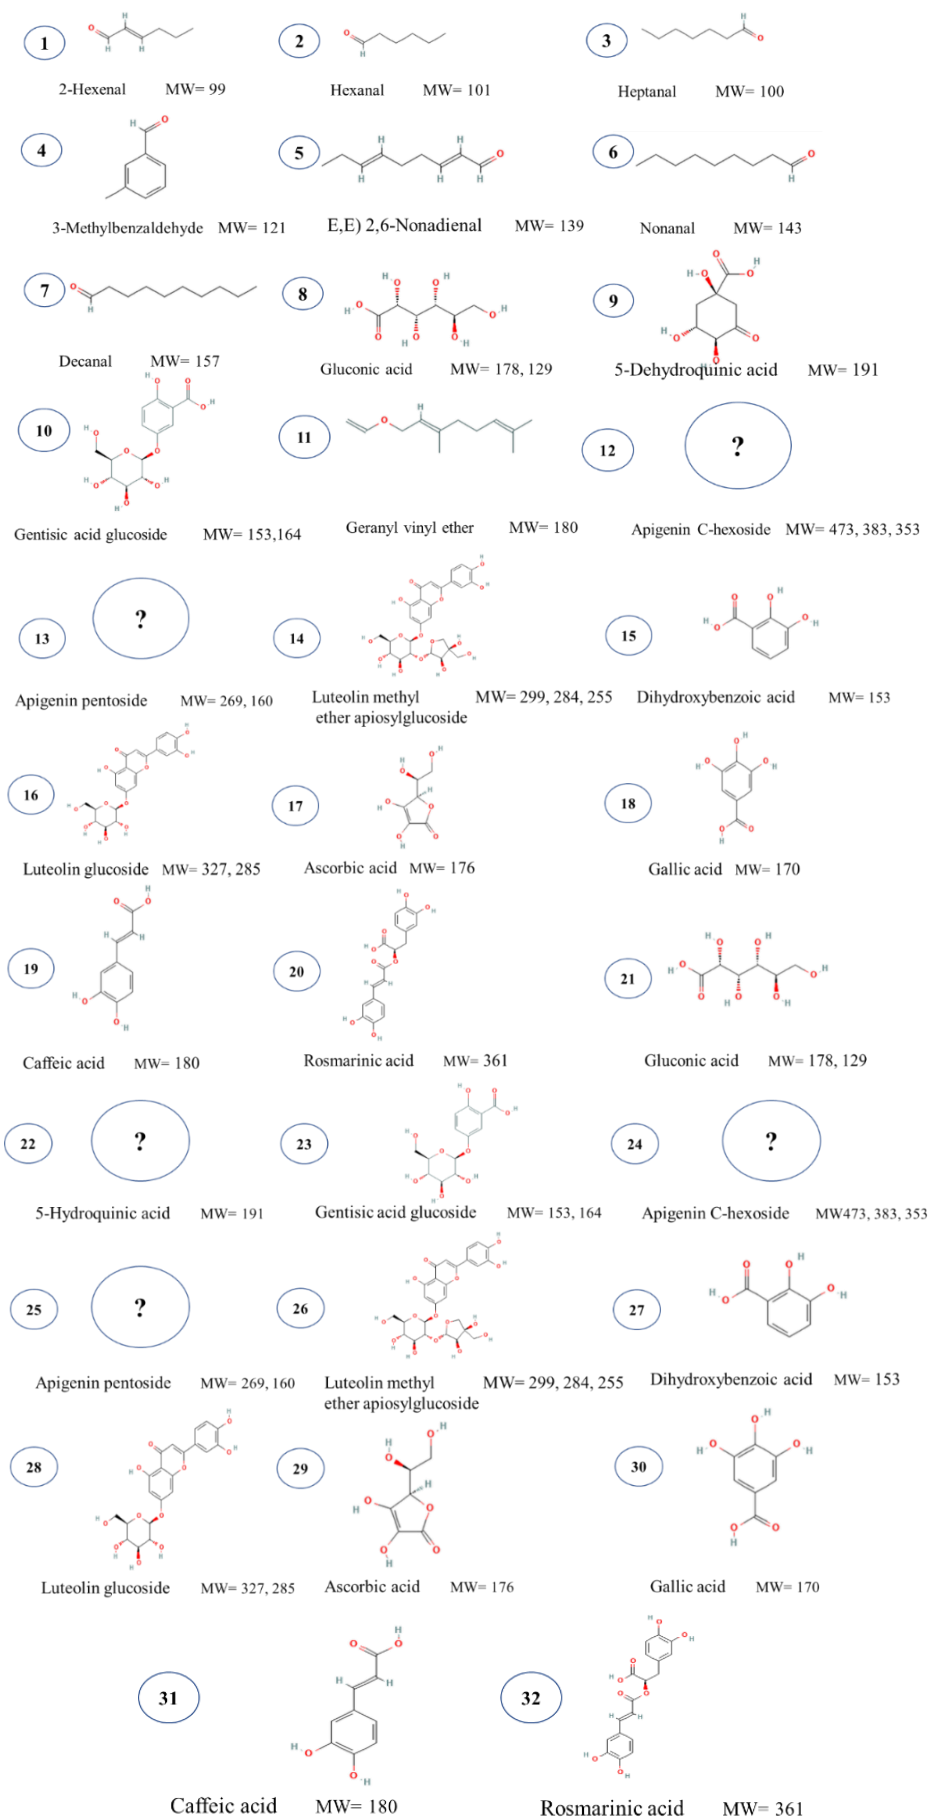 1 2 3
2-Hexenal MW= 99 Hexanal MW= 101 Heptanal MW= 100
4 5 6
3-Methylbenzaldehyde MW= 121 E,E) 2,6-Nonadienal MW= 139 Nonanal MW= 143
7 8 9
Decanal MW= 157 Gluconic acid MW= 178, 129 5-Dehydroquinic acid MW= 191
10 11 12 ?
Gentisic acid glucoside MW= 153,164 Geranyl vinyl ether MW= 180 Apigenin C-hexoside MW= 473, 383, 353
13 ? 14 15
Apigenin pentoside MW= 269, 160 Luteolin methyl MW= 299, 284, 255 Dihydroxybenzoic acid MW= 153
ether apiosylglucoside
16 17 18
Luteolin glucoside MW= 327, 285 Ascorbic acid MW= 176 Gallic acid MW= 170
19 20 21
Caffeic acid MW= 180 Rosmarinic acid MW= 361 Gluconic acid MW= 178, 129
22 ? 23 24 ?
5-Hydroquinic acid MW= 191 Gentisic acid glucoside MW= 153, 164 Apigenin C-hexoside MW473, 383, 353
25 ? 26 27
Apigenin pentoside MW= 269, 160 Luteolin methyl MW= 299, 284, 255 Dihydroxybenzoic acid MW= 153
ether apiosylglucoside
28 29 30
Luteolin glucoside MW= 327, 285 Ascorbic acid MW= 176 Gallic acid MW= 170
31 32
Caffeic acid MW= 180 Rosmarinic acid MW= 361